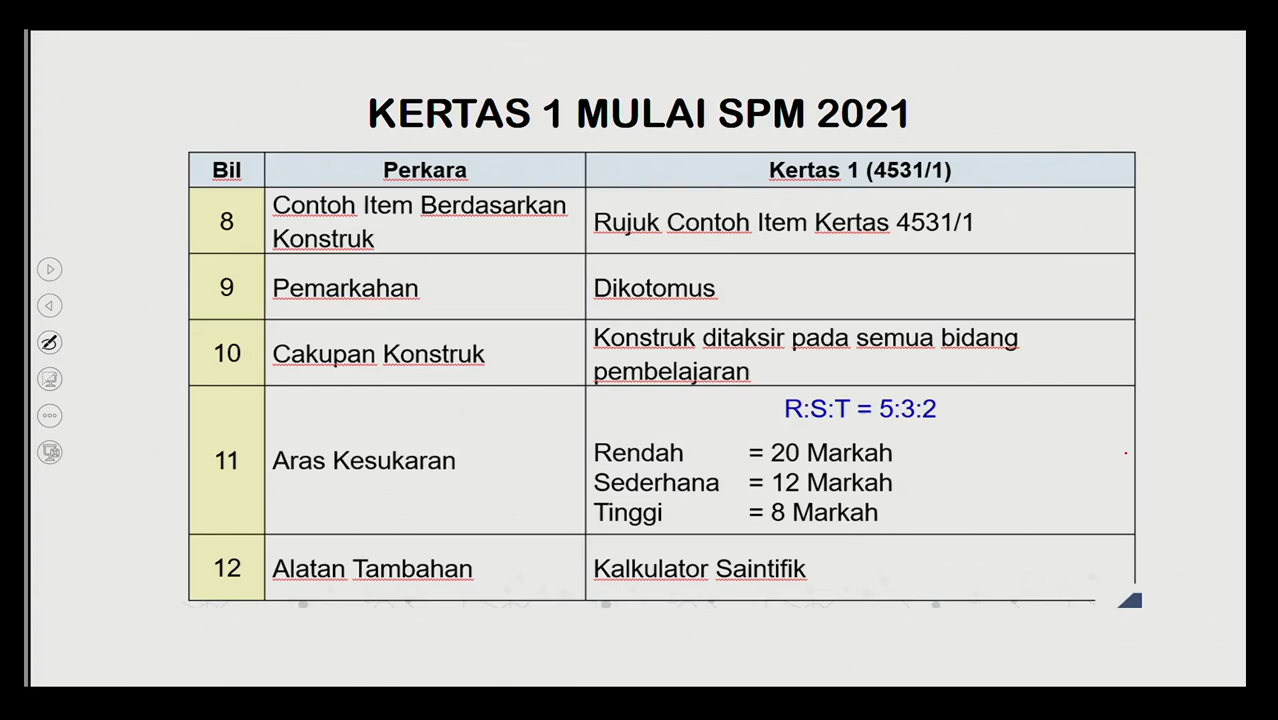 KERTAS 1 MULAI SPM 2021
Bil Perkara Kertas 1 (4531/1)
8 Contoh Item Berdasarkan
Konstruk
Rujuk Contoh Item Kertas 4531/1
9 Pemarkahan Dikotomus
10 Cakupan Konstruk
Konstruk ditaksir pada semua bidang
pembelajaran
11 Aras Kesukaran
R:S:T = 5:3:2
Rendah = 20 Markah
Sederhana = 12 Markah
Tinggi = 8 Markah
12 Alatan Tambahan Kalkulator Saintifik